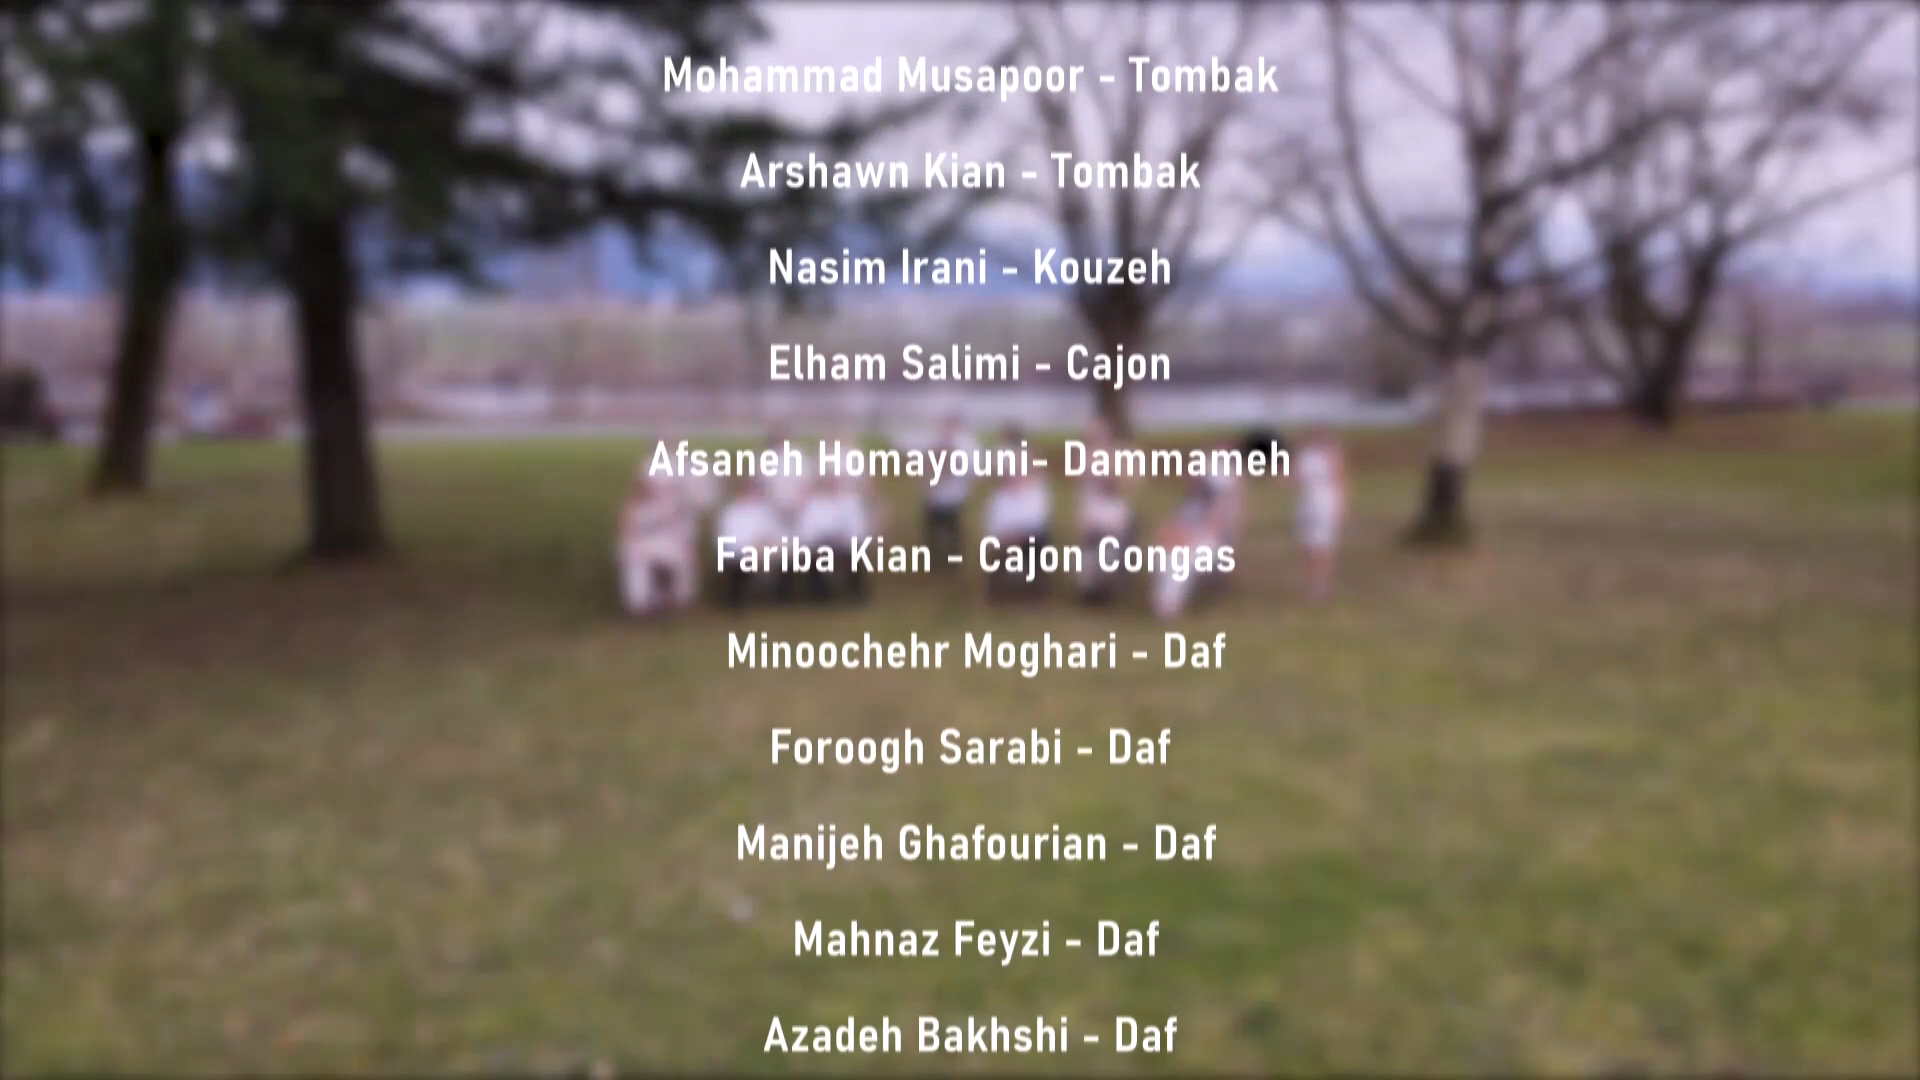 Mohammad Musapoor - Tombak
Arshawn Kian - Tombak
Nasim Irani - Kouzeh
Elham Salimi - Cajon
Afsaneh Homayouni- Dammameh
Fariba Kian - Cajon Congas
Minoochehr Moghari - Daf
Foroogh Sarabi - Daf
Manijeh Ghafourian - Daf
Mahnaz Feyzi - Daf
Azadeh Bakhshi - Daf